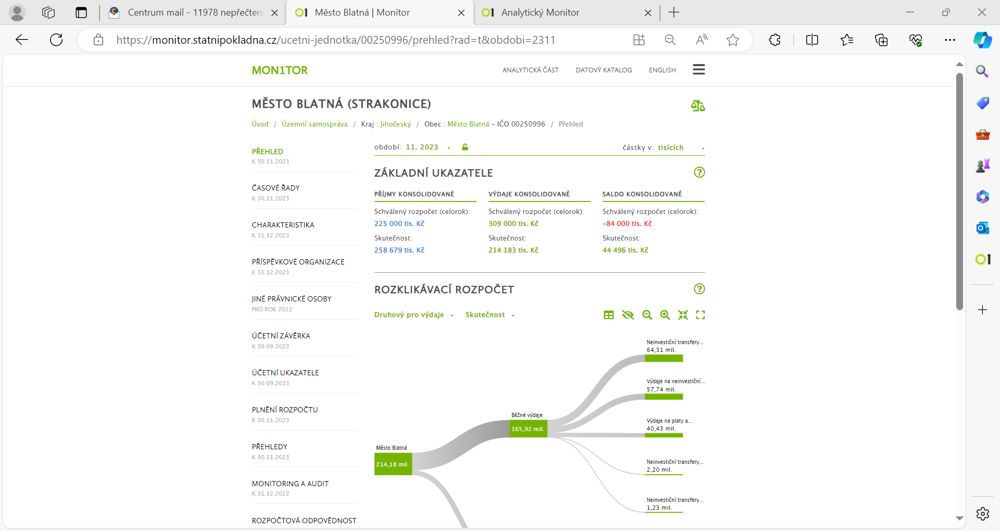 Centrum mail - 11978 nepřečteny
Město Blatná | Monitor
Analytický Monitor
https://monitor.statnipokladna.cz/ucetni-jednotka/00250996/prehled?rad=t&obdobi=2311
MON1TOR
ANALYTICKÁ ČÁST
DATOVÝ KATALOG
ENGLISH
MĚSTO BLATNÁ (STRAKONICE)
Úvod / Územní samospráva / Kraj : Jihočeský / Obec : Město Blatná – IČO 00250996 / Přehled
PŘEHLED
K 30.11.2023
ČASOVÉ ŘADY
K 30.11.2023
CHARAKTERISTIKA
K 31.12.2023
PŘÍSPĚVKOVÉ ORGANIZACE
K 31.12.2023
JINÉ PRÁVNICKÉ OSOBY
PRO ROK 2022
ÚČETNÍ ZÁVĚRKA
K 30.09.2023
ÚČETNÍ UKAZATELE
K 30.09.2023
PLNĚNÍ ROZPOČTU
K 30.11.2023
PŘEHLEDY
K 30.11.2023
MONITORING A AUDIT
K 31.12.2022
ROZPOČTOVÁ ODPOVĚDNOST
období: 11. 2023
částky v: tisících
ZÁKLADNÍ UKAZATELE
PŘÍJMY KONSOLIDOVANÉ
Schválený rozpočet (celorok):
225 000 tis. Kč
Skutečnost:
258 679 tis. Kč
VÝDAJE KONSOLIDOVANÉ
Schválený rozpočet (celorok):
309 000 tis. Kč
Skutečnost:
214 183 tis. Kč
SALDO KONSOLIDOVANÉ
Schválený rozpočet (celorok):
-84 000 tis. Kč
Skutečnost:
44 496 tis. Kč
ROZKLIKÁVACÍ ROZPOČET
Druhový pro výdaje
Skutečnost
Město Blatná
214,18 mil.
Běžné výdaje
165,92 mil.
Neinvestiční transfery...
64,31 mil.
Výdaje na neinvestiční...
57,74 mil.
Výdaje na platy a...
40,43 mil.
Neinvestiční transfery...
2,20 mil.
Neinvestiční transfery...
1,23 mil.